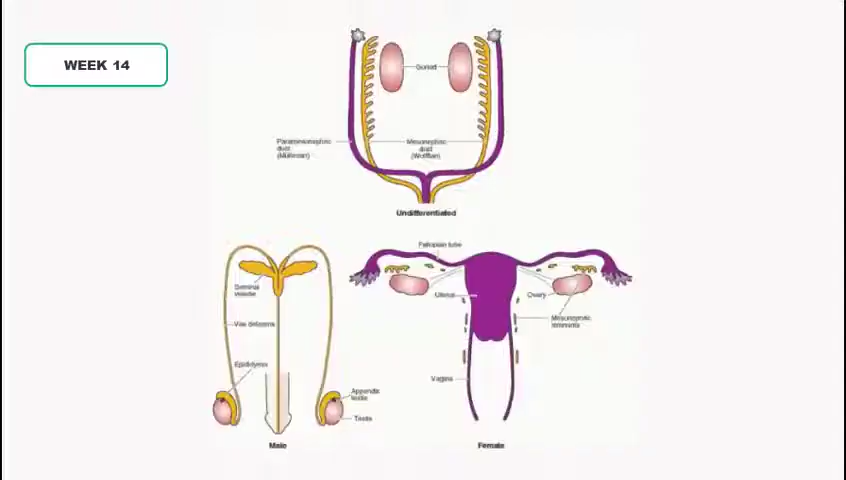 WEEK 14
Gonad
Paramesonephric
duct
(Müllerian)
Mesonephric
duct
(Wolffian)
Undifferentiated
Fallopian tube
Seminal
vesicle
Uterus
Ovary
Vas deferens
Mesonephric
remnants
Epididymis
Vagina
Appendix
testis
Testis
Male
Female